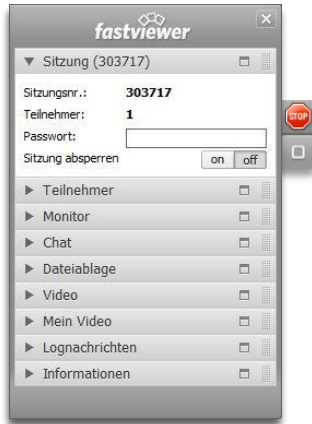 fastviewer
Sitzung (303717)
Sitzungsnr.: 303717
Teilnehmer: 1
Passwort:
Sitzung absperren on off
STOP
Teilnehmer
Monitor
Chat
Dateiablage
Video
Mein Video
Lognachrichten
Informationen